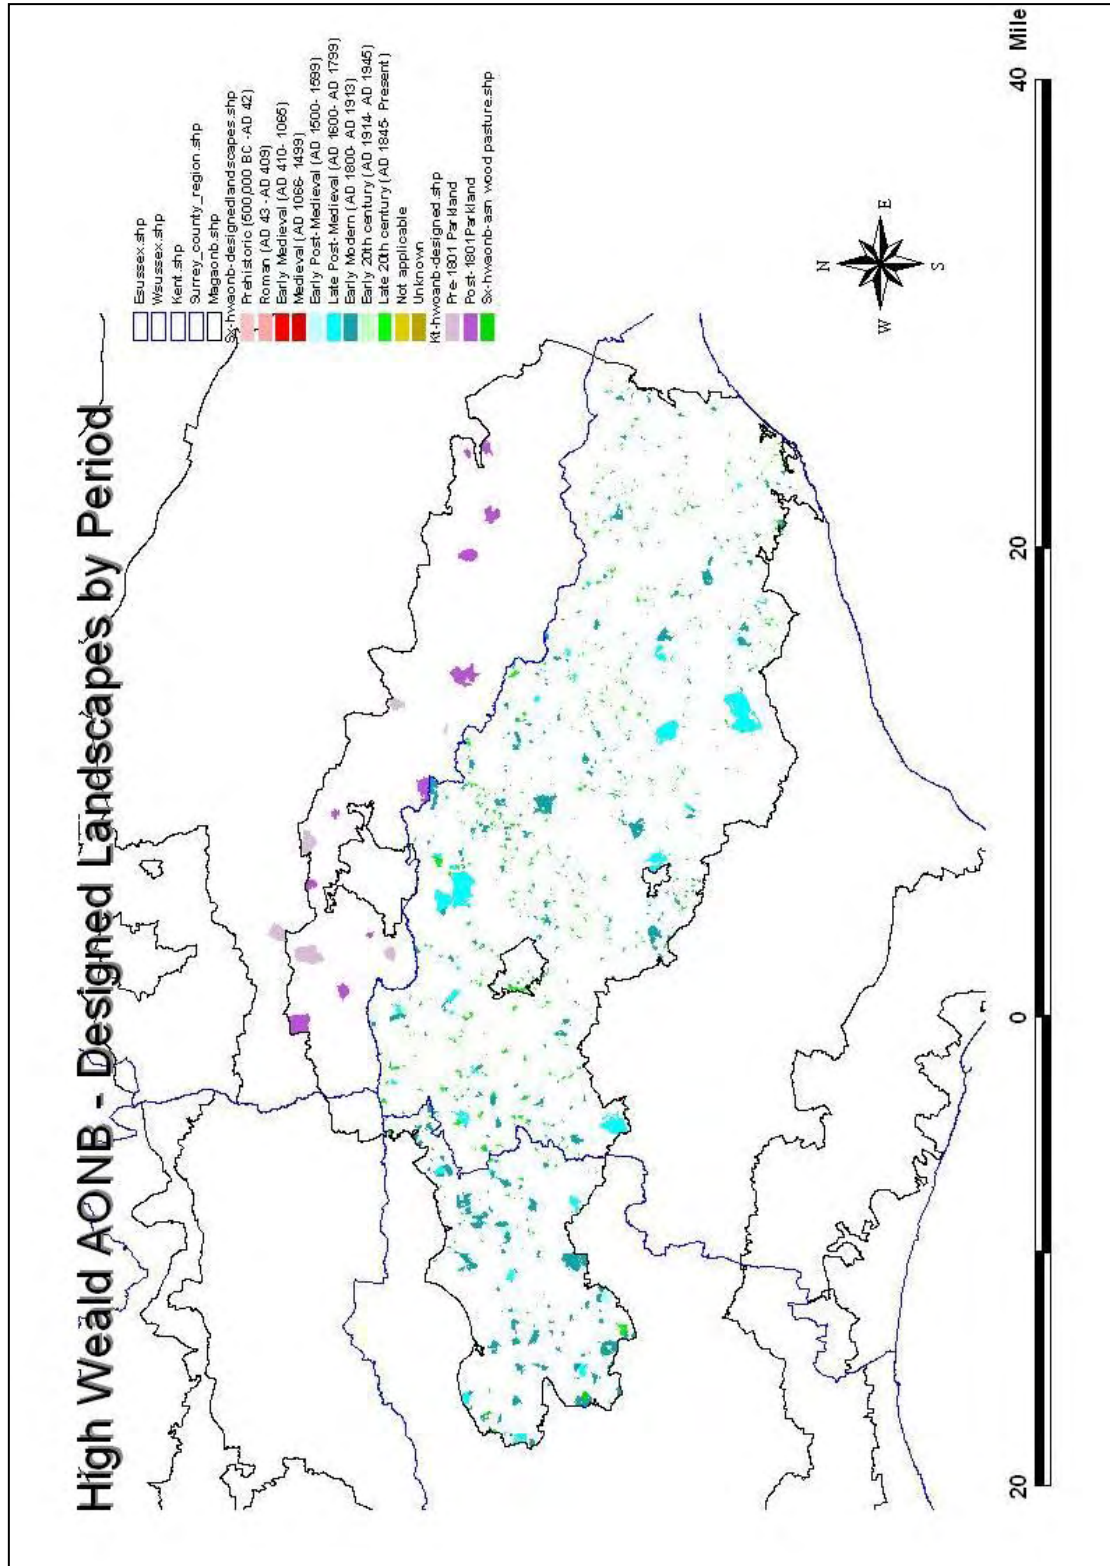 High Weald AONB - Designed Landscapes by Period
Esussex.shp
Wsussex.shp
Kent.shp
Surrey_county_region.shp
Magaonb.shp
Sx-hwaonb-designedlandscapes.shp
Prehistoric (500,000 BC - AD 42)
Roman (AD 43 - AD 409)
Early Medieval (AD 410- 1065)
Medieval (AD 1066- 1499)
Early Post-Medieval (AD 1500- 1599)
Late Post-Medieval (AD 1600- AD 1799)
Early Modern (AD 1800- AD 1913)
Early 20th century (AD 1914- AD 1945)
Late 20th century (AD 1845- Present)
Not applicable
Unknown
Kt-hwoanb-designed.shp
Pre-1801 Parkland
Post-1801 Parkland
Sx-hwaonb-asn wood pasture.shp
N
W
E
S
20
0
20
40 Mile